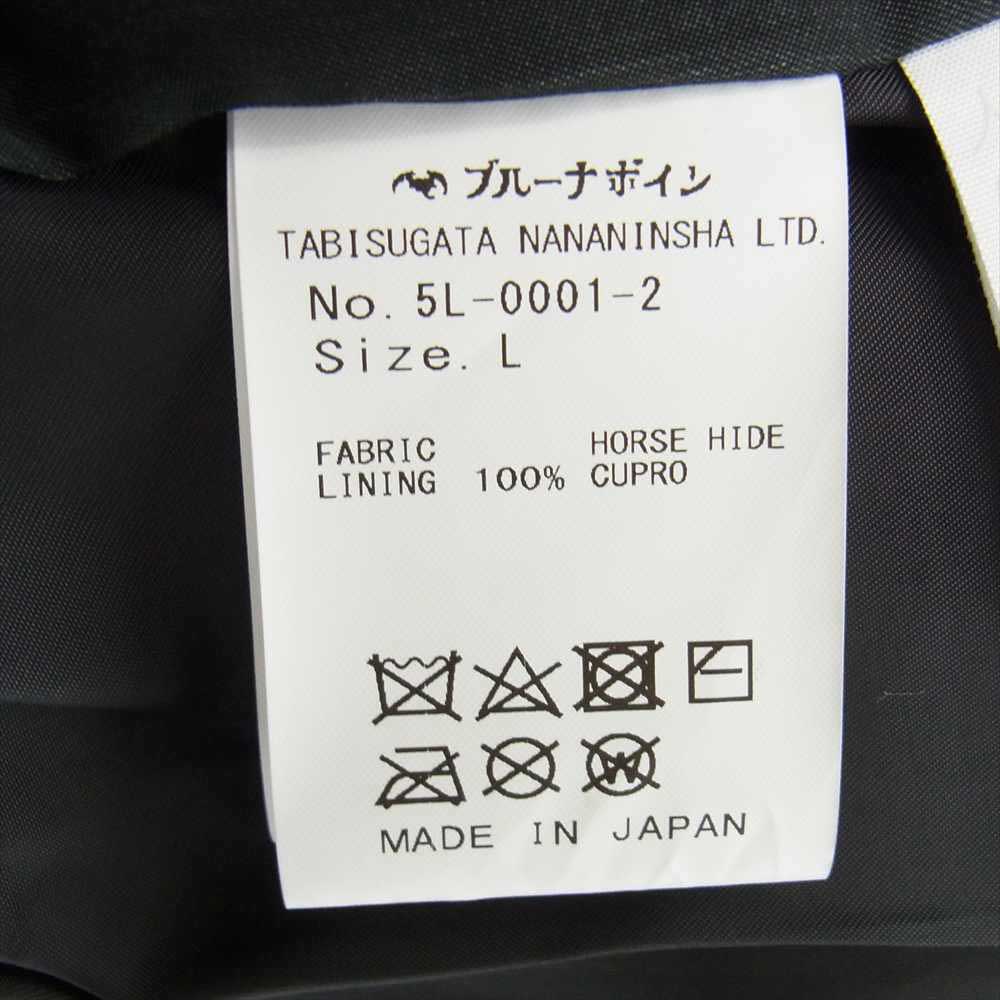 ブルーナボイン
TABISUGATA NANANINSHA LTD.
No. 5L-0001-2
Size. L
FABRIC HORSE HIDE
LINING 100% CUPRO
W
MADE IN JAPAN